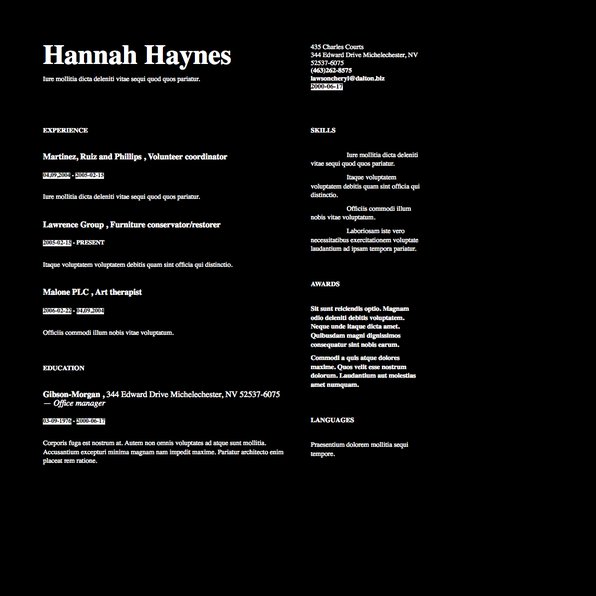 Hannah Haynes
Iure mollitia dicta deleniti vitae sequi quod quos pariatur.
435 Charles Courts
344 Edward Drive Michelechester, NV
52537-6075
(463)262-8575
lawsoncheryl@dalton.biz
2000-06-17
EXPERIENCE
Martinez, Ruiz and Phillips , Volunteer coordinator
04.09.2004 - 2005-02-15
Iure mollitia dicta deleniti vitae sequi quod quos pariatur.
Lawrence Group , Furniture conservator/restorer
2005-02-15 - PRESENT
Itaque voluptatem voluptatem debitis quam sint officia qui distinctio.
Malone PLC , Art therapist
2006-02-22 - 04.09.2004
Officiis commodi illum nobis vitae voluptatum.
EDUCATION
Gibson-Morgan , 344 Edward Drive Michelechester, NV 52537-6075
— Office manager
03-09-1976 - 2000-06-17
Corporis fuga est nostrum at. Autem non omnis voluptates ad atque sunt mollitia.
Accusantium excepturi minima magnam nam impedit maxime. Pariatur architecto enim
placeat rem ratione.
SKILLS
Iure mollitia dicta deleniti
vitae sequi quod quos pariatur.
Itaque voluptatem
voluptatem debitis quam sint officia qui
distinctio.
Officiis commodi illum
nobis vitae voluptatum.
Laboriosam iste vero
necessitatibus exercitationem voluptate
laudantium ad ipsam tempora pariatur.
AWARDS
Sit sunt reiciendis optio. Magnam
odio deleniti debitis voluptatem.
Neque unde itaque dicta amet.
Quibusdam magni dignissimos
consequatur sint nobis earum.
Commodi a quis atque dolores
maxime. Quos velit esse nostrum
dolorum. Laudantium aut molestias
amet numquam.
LANGUAGES
Praesentium dolorem mollitia sequi
tempore.